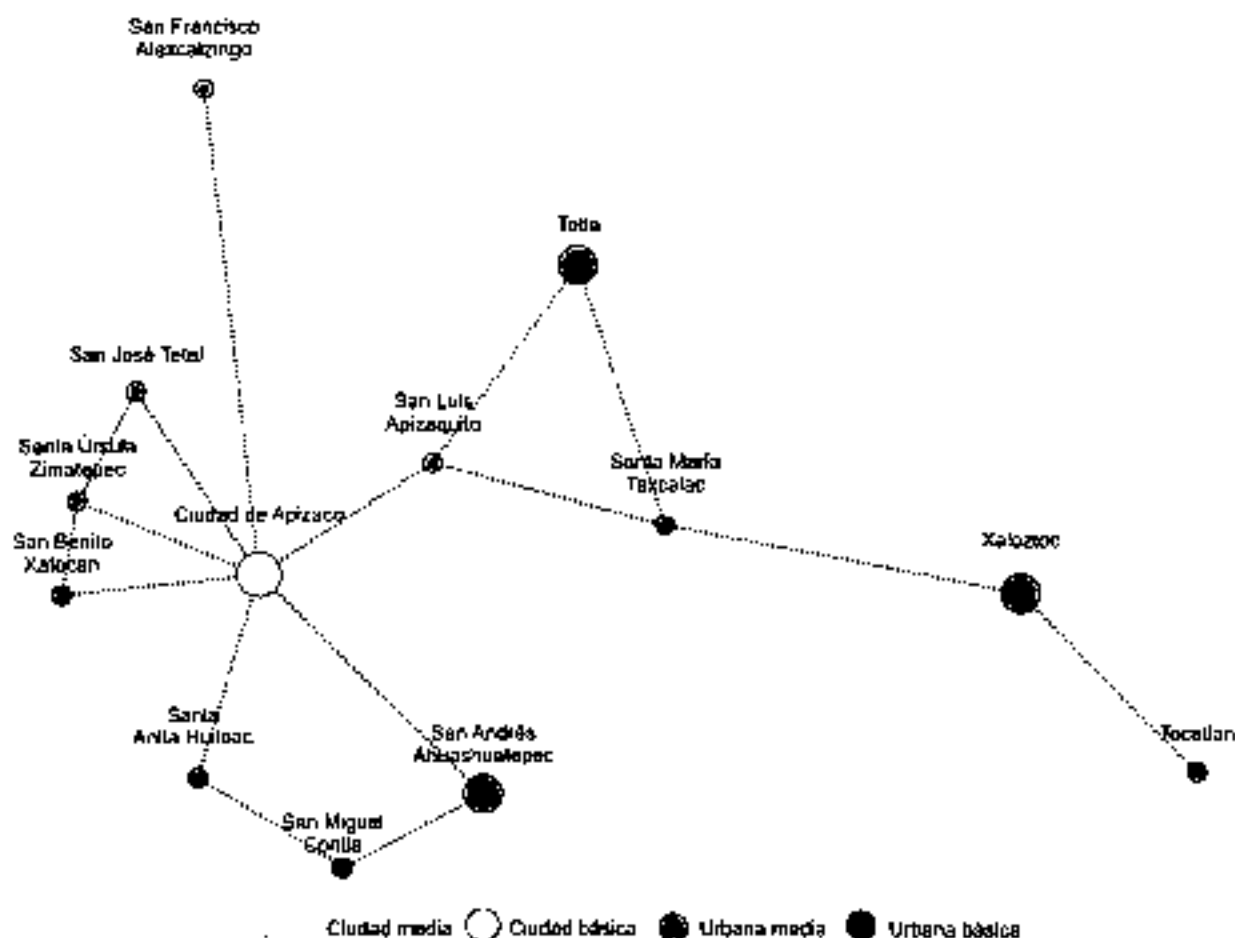 San Francisco
Atexcatzingo
Totla
San José Tetel
San Luis
Apizaquito
Santa Úrsula
Zimatepec
Santa María
Texcalac
Ciudad de Apizaco
San Benito
Xaltocan
Xaloztoc
Santa
Anita Huiloac
San Andrés
Ahuashuatepec
Tocatlan
San Miguel
Contla
Ciudad media Ciudad básica Urbana media Urbana básica